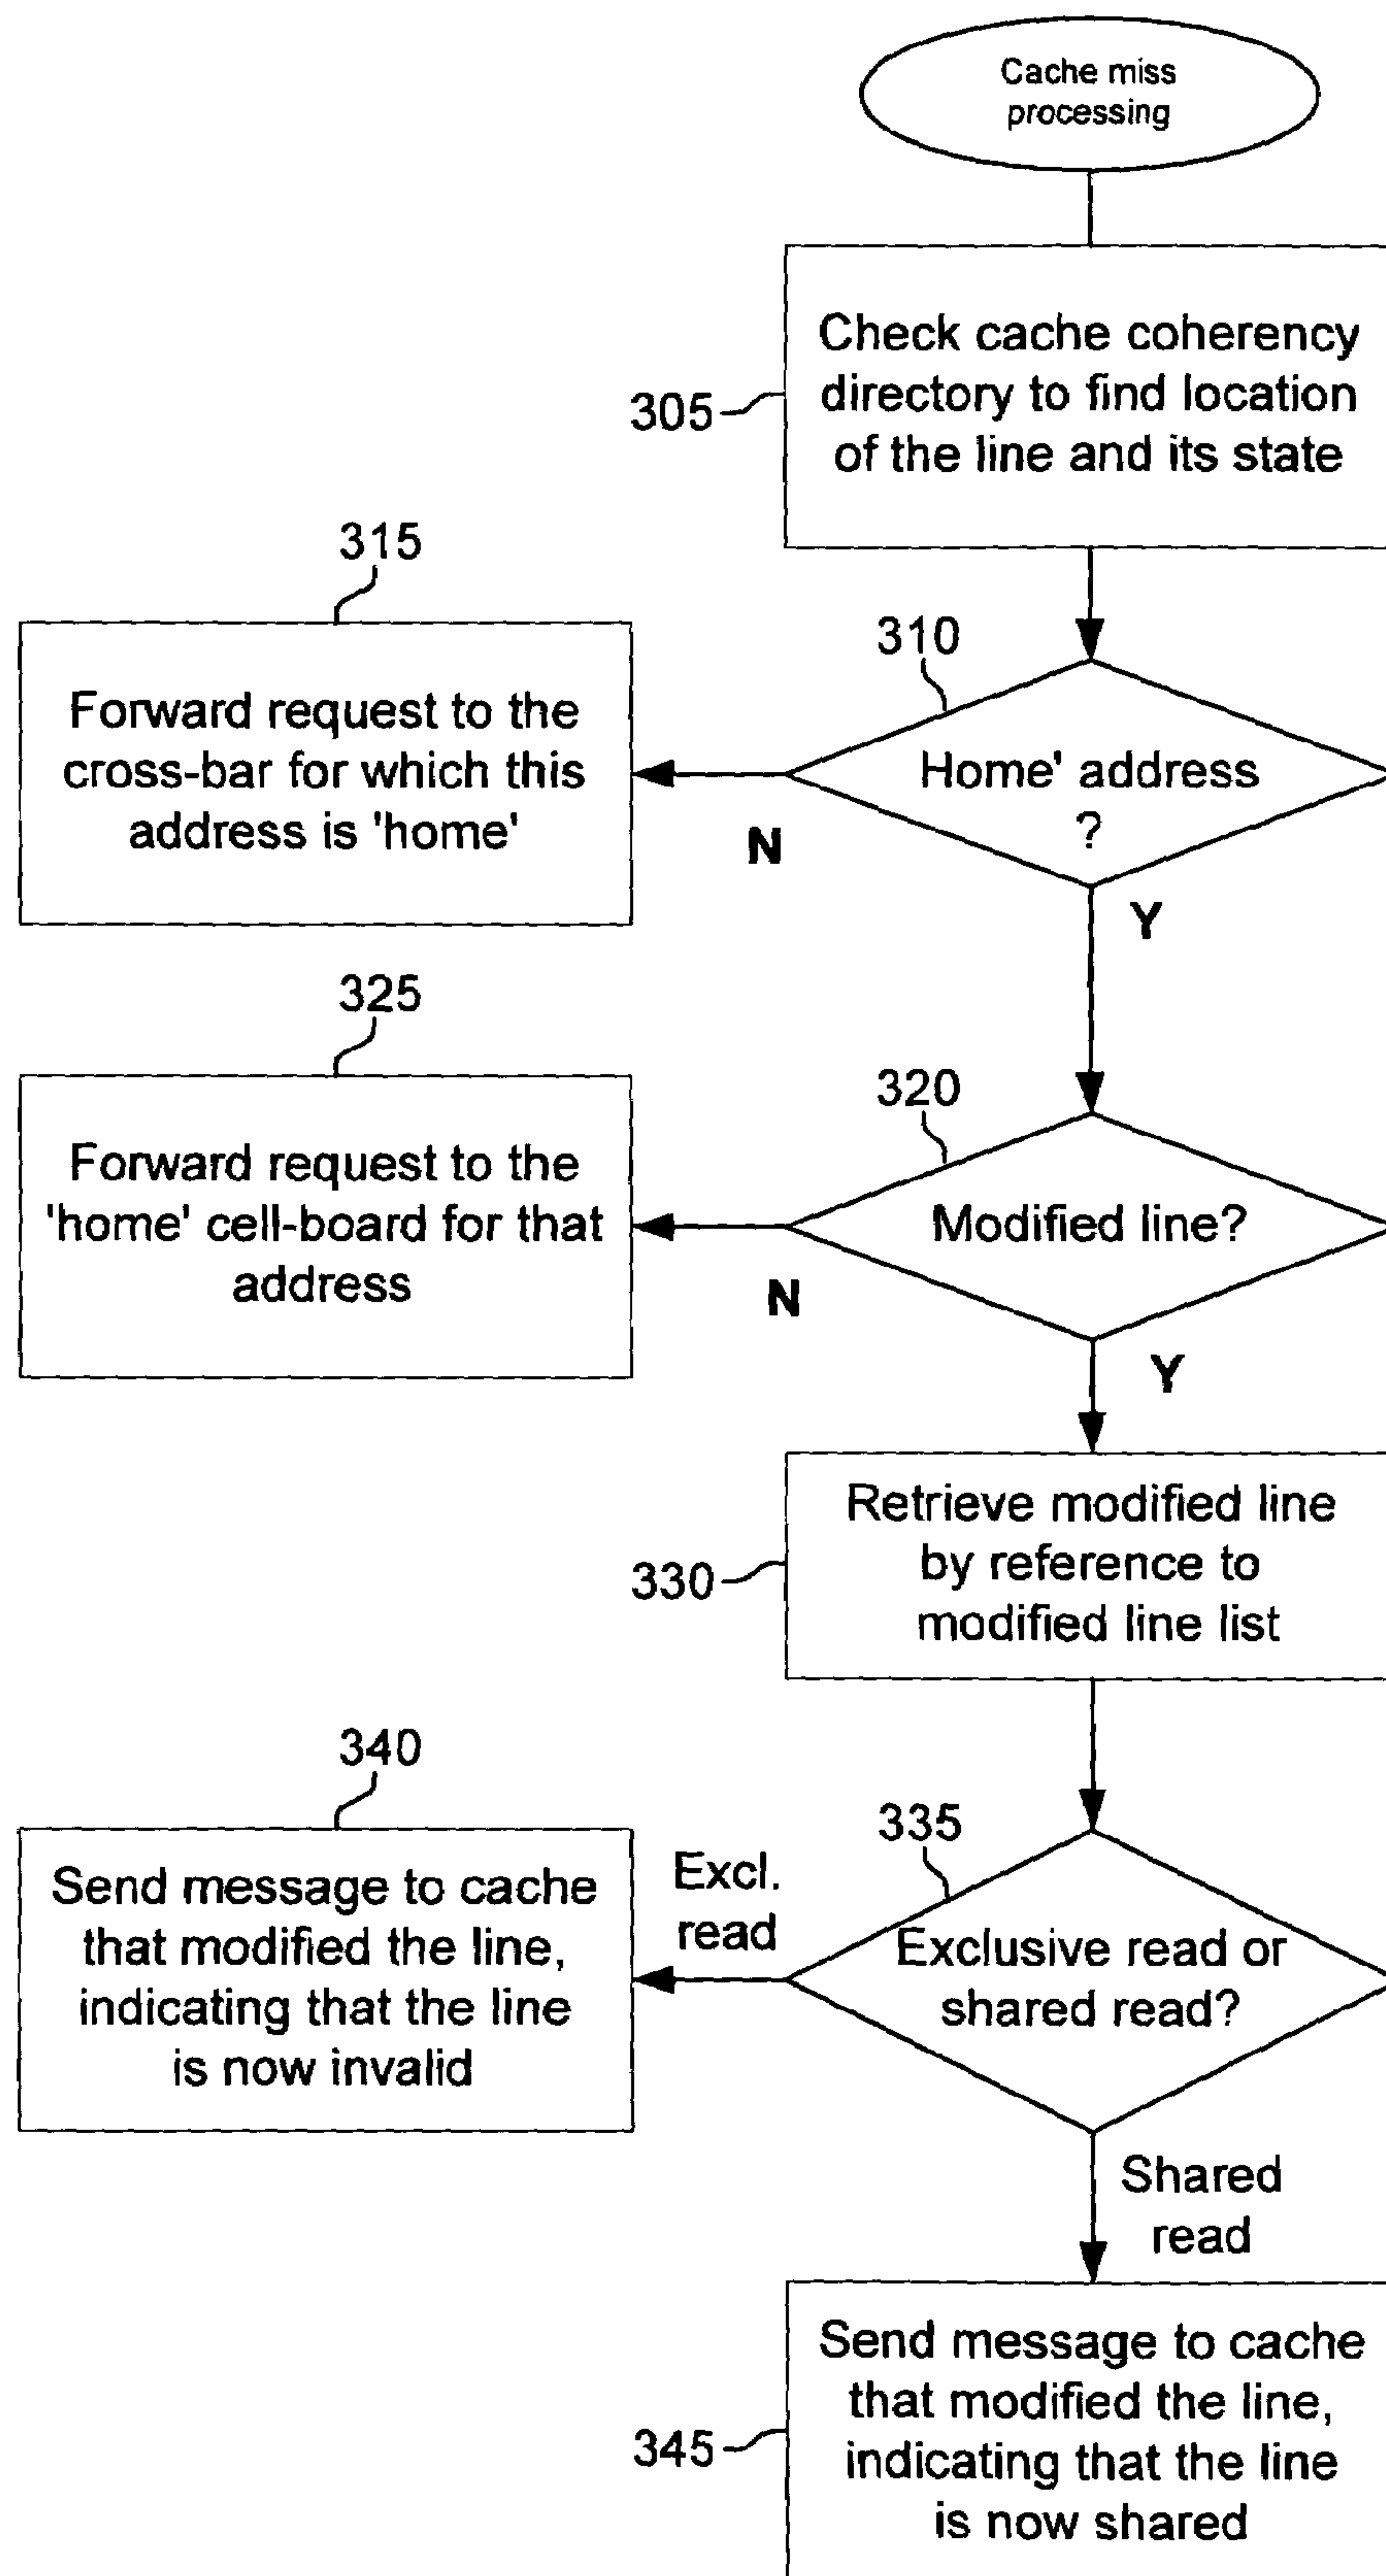 Cache miss
processing
Check cache coherency
directory to find location
of the line and its state
305
315
Forward request to the
cross-bar for which this
address is 'home'
310
Home' address
?
N
Y
325
Forward request to the
'home' cell-board for that
address
320
Modified line?
N
Y
Retrieve modified line
by reference to
modified line list
330
340
Send message to cache
that modified the line,
indicating that the line
is now invalid
Excl.
read
335
Exclusive read or
shared read?
Shared
read
Send message to cache
that modified the line,
indicating that the line
is now shared
345